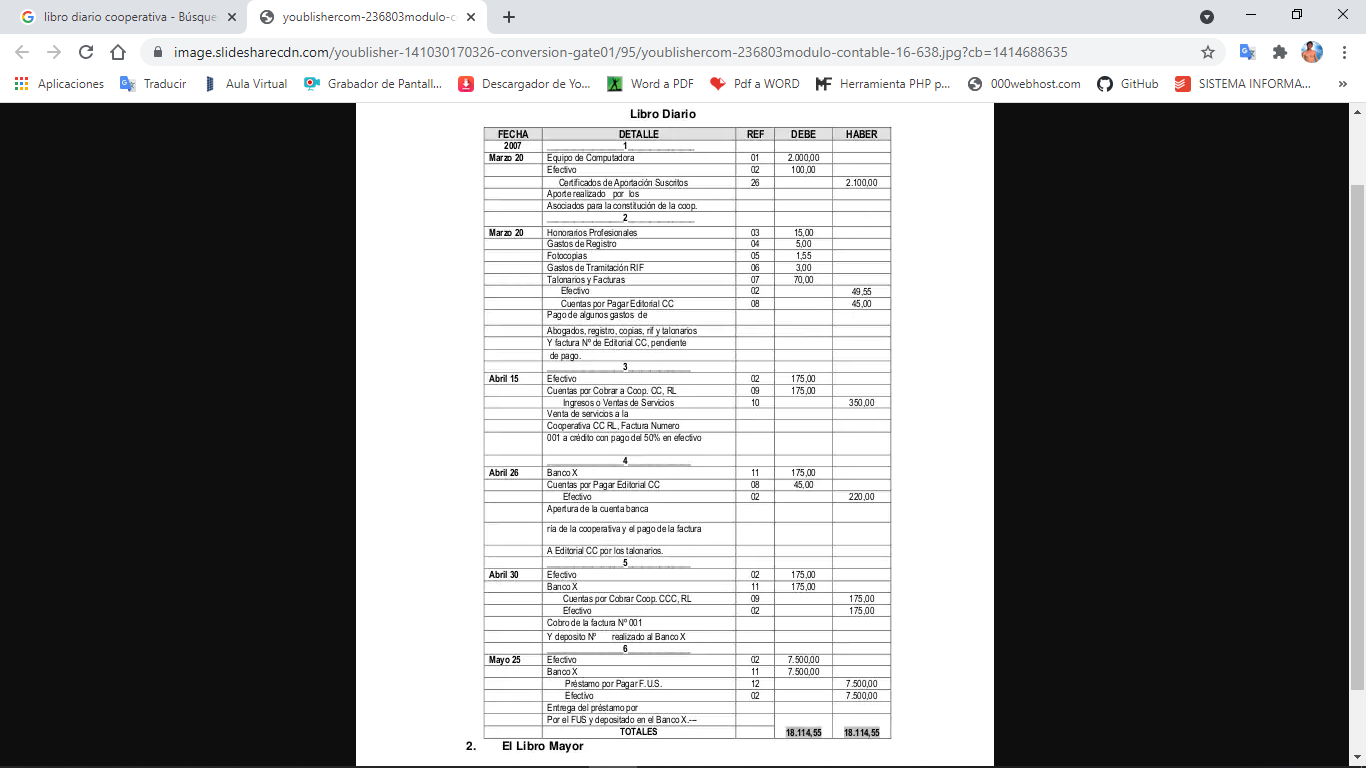 libro diario cooperativa - Búsque
youblishercom-236803modulo-c
image.slidesharecdn.com/youblisher-141030170326-conversion-gate01/95/youblishercom-236803modulo-contable-16-638.jpg?cb=1414688635
Aplicaciones Traducir Aula Virtual Grabador de Pantall... Descargador de Yo... Word a PDF Pdf a WORD Herramienta PHP p... 000webhost.com GitHub SISTEMA INFORMA... »
Libro Diario
FECHA DETALLE REF DEBE HABER
2007 1
Marzo 20 Equipo de Computadora 01 2.000,00
Efectivo 02 100,00
Certificados de Aportación Suscritos 26 2.100,00
Aporte realizado por los
Asociados para la constitución de la coop.
2
Marzo 20 Honorarios Profesionales 03 15,00
Gastos de Registro 04 5,00
Fotocopias 05 1,55
Gastos de Tramitación RIF 06 3,00
Talonarios y Facturas 07 70,00
Efectivo 02 49,55
Cuentas por Pagar Editorial CC 08 45,00
Pago de algunos gastos de
Abogados, registro, copias, rif y talonarios
Y factura Nº de Editorial CC, pendiente
de pago.
3
Abril 15 Efectivo 02 175,00
Cuentas por Cobrar a Coop. CC, RL 09 175,00
Ingresos o Ventas de Servicios 10 350,00
Venta de servicios a la
Cooperativa CC RL, Factura Numero
001 a crédito con pago del 50% en efectivo
4
Abril 26 Banco X 11 175,00
Cuentas por Pagar Editorial CC 08 45,00
Efectivo 02 220,00
Apertura de la cuenta banca
ría de la cooperativa y el pago de la factura
A Editorial CC por los talonarios.
5
Abril 30 Efectivo 02 175,00
Banco X 11 175,00
Cuentas por Cobrar Coop. CCC, RL 09 175,00
Efectivo 02 175,00
Cobro de la factura Nº 001
Y deposito Nº realizado al Banco X
6
Mayo 25 Efectivo 02 7.500,00
Banco X 11 7.500,00
Préstamo por Pagar F.U.S. 12 7.500,00
Efectivo 02 7.500,00
Entrega del préstamo por
Por el FUS y depositado en el Banco X.---
TOTALES 18.114,55 18.114,55
2. El Libro Mayor